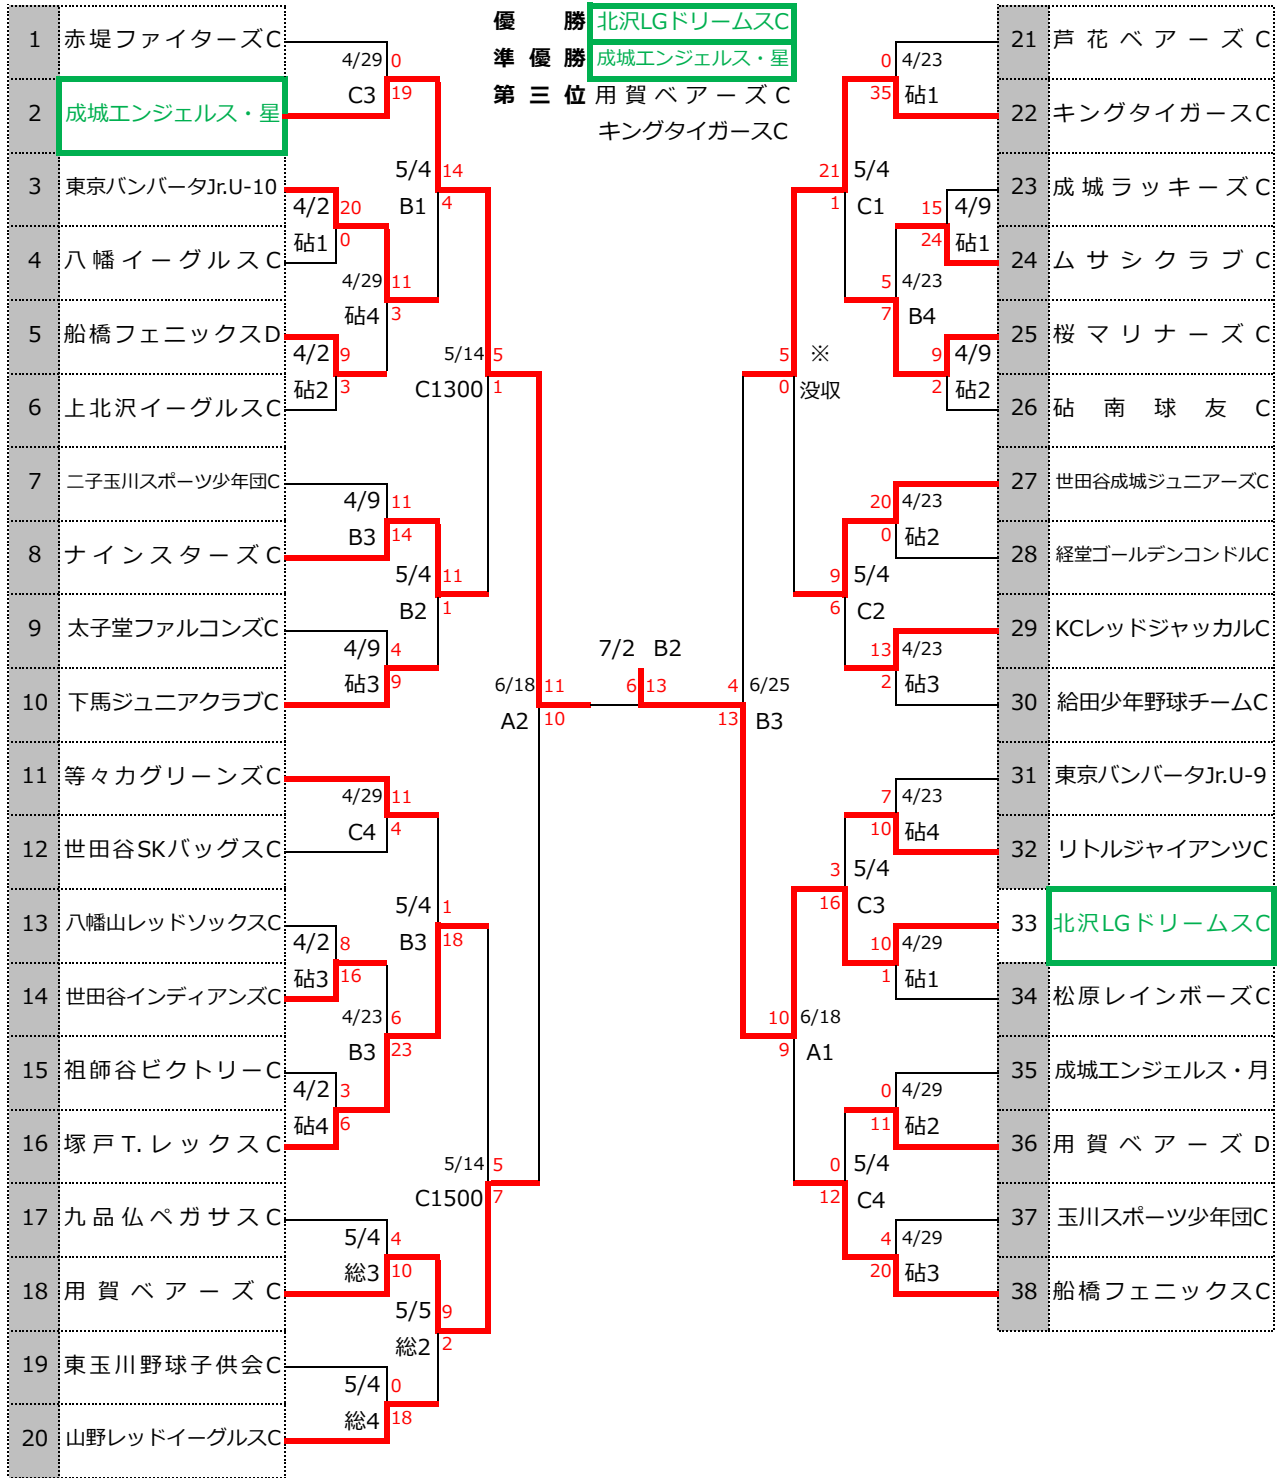 優勝 北沢LGドリームスC
準優勝 成城エンジェルス・星
第三位 用賀ベアーズC
キングタイガースC
1 赤堤ファイターズC
2 成城エンジェルス・星
3 東京バンバータJr.U-10
4 八幡イーグルスC
5 船橋フェニックスD
6 上北沢イーグルスC
7 二子玉川スポーツ少年団C
8 ナインスターズC
9 太子堂ファルコンズC
10 下馬ジュニアクラブC
11 等々力グリーンズC
12 世田谷SKバッグスC
13 八幡山レッドソックスC
14 世田谷インディアンズC
15 祖師谷ビクトリーC
16 塚戸T.レックスC
17 九品仏ペガサスC
18 用賀ベアーズC
19 東玉川野球子供会C
20 山野レッドイーグルスC
4/29 0
C3 19
4/2 20
砧1 0
4/29 11
砧4 3
4/2 9
砧2 3
5/4 14
B1 4
4/9 11
B3 14
5/4 11
B2 1
4/9 4
砧3 9
5/14 5
C1300 1
4/29 11
C4 4
5/4 1
B3 18
4/2 8
砧3 16
4/23 6
B3 23
4/2 3
砧4 6
5/14 5
C1500 7
5/4 4
総3 10
5/5 9
総2 2
5/4 0
総4 18
6/18 11
A2 10
7/2 B2
6 13
4 6/25
13 B3
0 4/23
35 砧1
21 5/4
1 C1
15 4/9
24 砧1
5 4/23
7 B4
9 4/9
2 砧2
5 ※
0 没収
20 4/23
0 砧2
9 5/4
6 C2
13 4/23
2 砧3
7 4/23
10 砧4
3 5/4
16 C3
10 4/29
1 砧1
10 6/18
9 A1
0 4/29
11 砧2
0 5/4
12 C4
4 4/29
20 砧3
21 芦花ベアーズC
22 キングタイガースC
23 成城ラッキーズC
24 ムサシクラブC
25 桜マリナーズC
26 砧南球友C
27 世田谷成城ジュニアーズC
28 経堂ゴールデンコンドルC
29 KCレッドジャッカルC
30 給田少年野球チームC
31 東京バンバータJr.U-9
32 リトルジャイアンツC
33 北沢LGドリームスC
34 松原レインボーズC
35 成城エンジェルス・月
36 用賀ベアーズD
37 玉川スポーツ少年団C
38 船橋フェニックスC